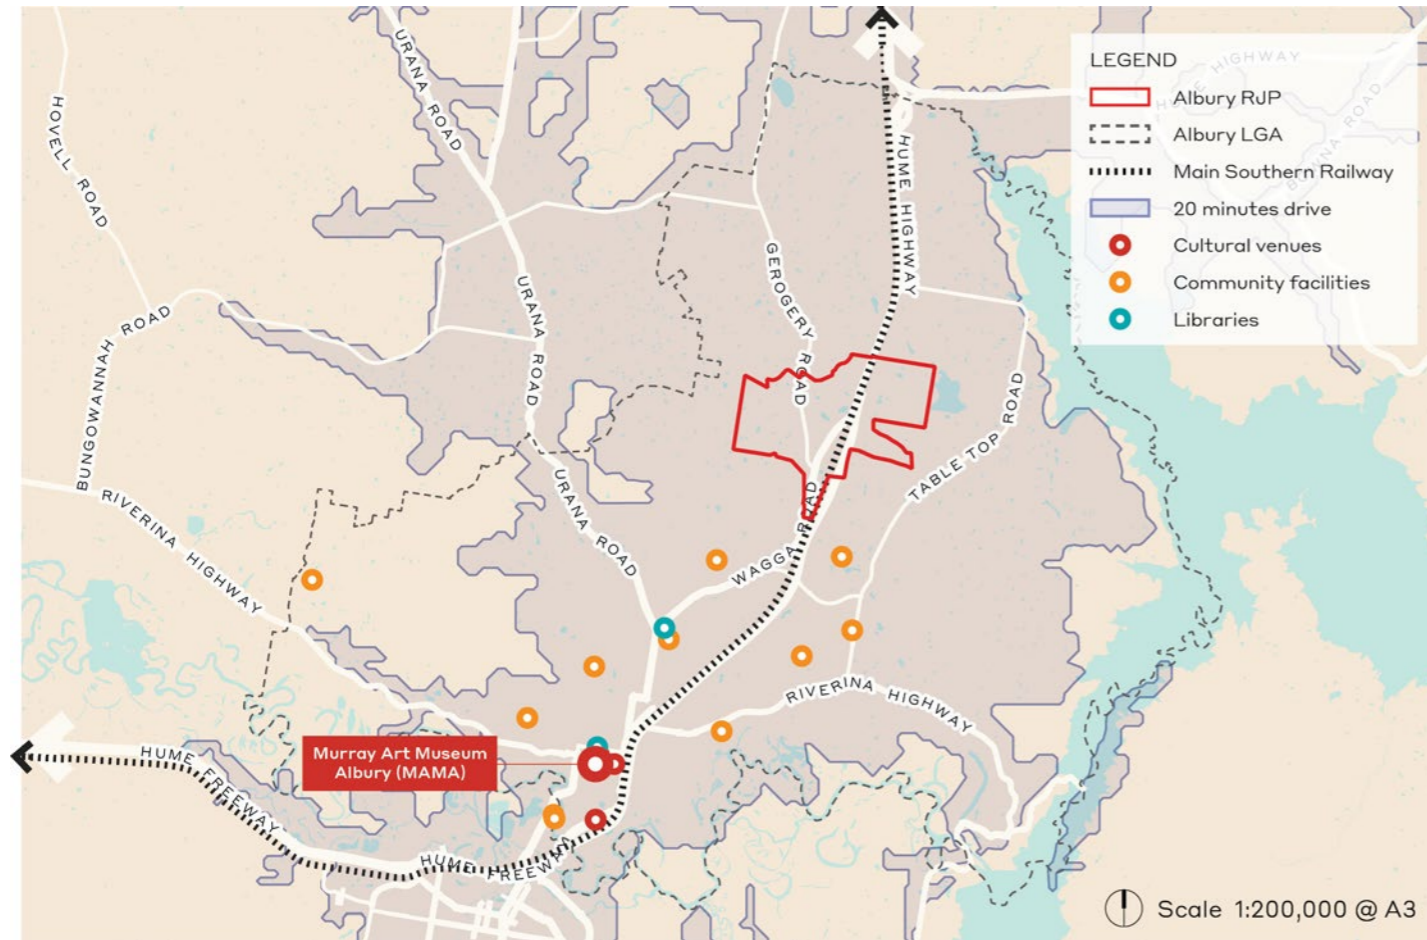 LEGEND
Albury RJP
Albury LGA
Main Southern Railway
20 minutes drive
Cultural venues
Community facilities
Libraries
URANA ROAD
HOVELL ROAD
HUME HIGHWAY
HUME HIGHWAY
GEROGERY ROAD
URANA ROAD
BUNGOWANNAH ROAD
TABLE TOP ROAD
RIVERINA HIGHWAY
URANA ROAD
WAGGA ROAD
RIVERINA HIGHWAY
Murray Art Museum
Albury (MAMA)
HUME FREEWAY
HUME FREEWAY
Scale 1:200,000 @ A3